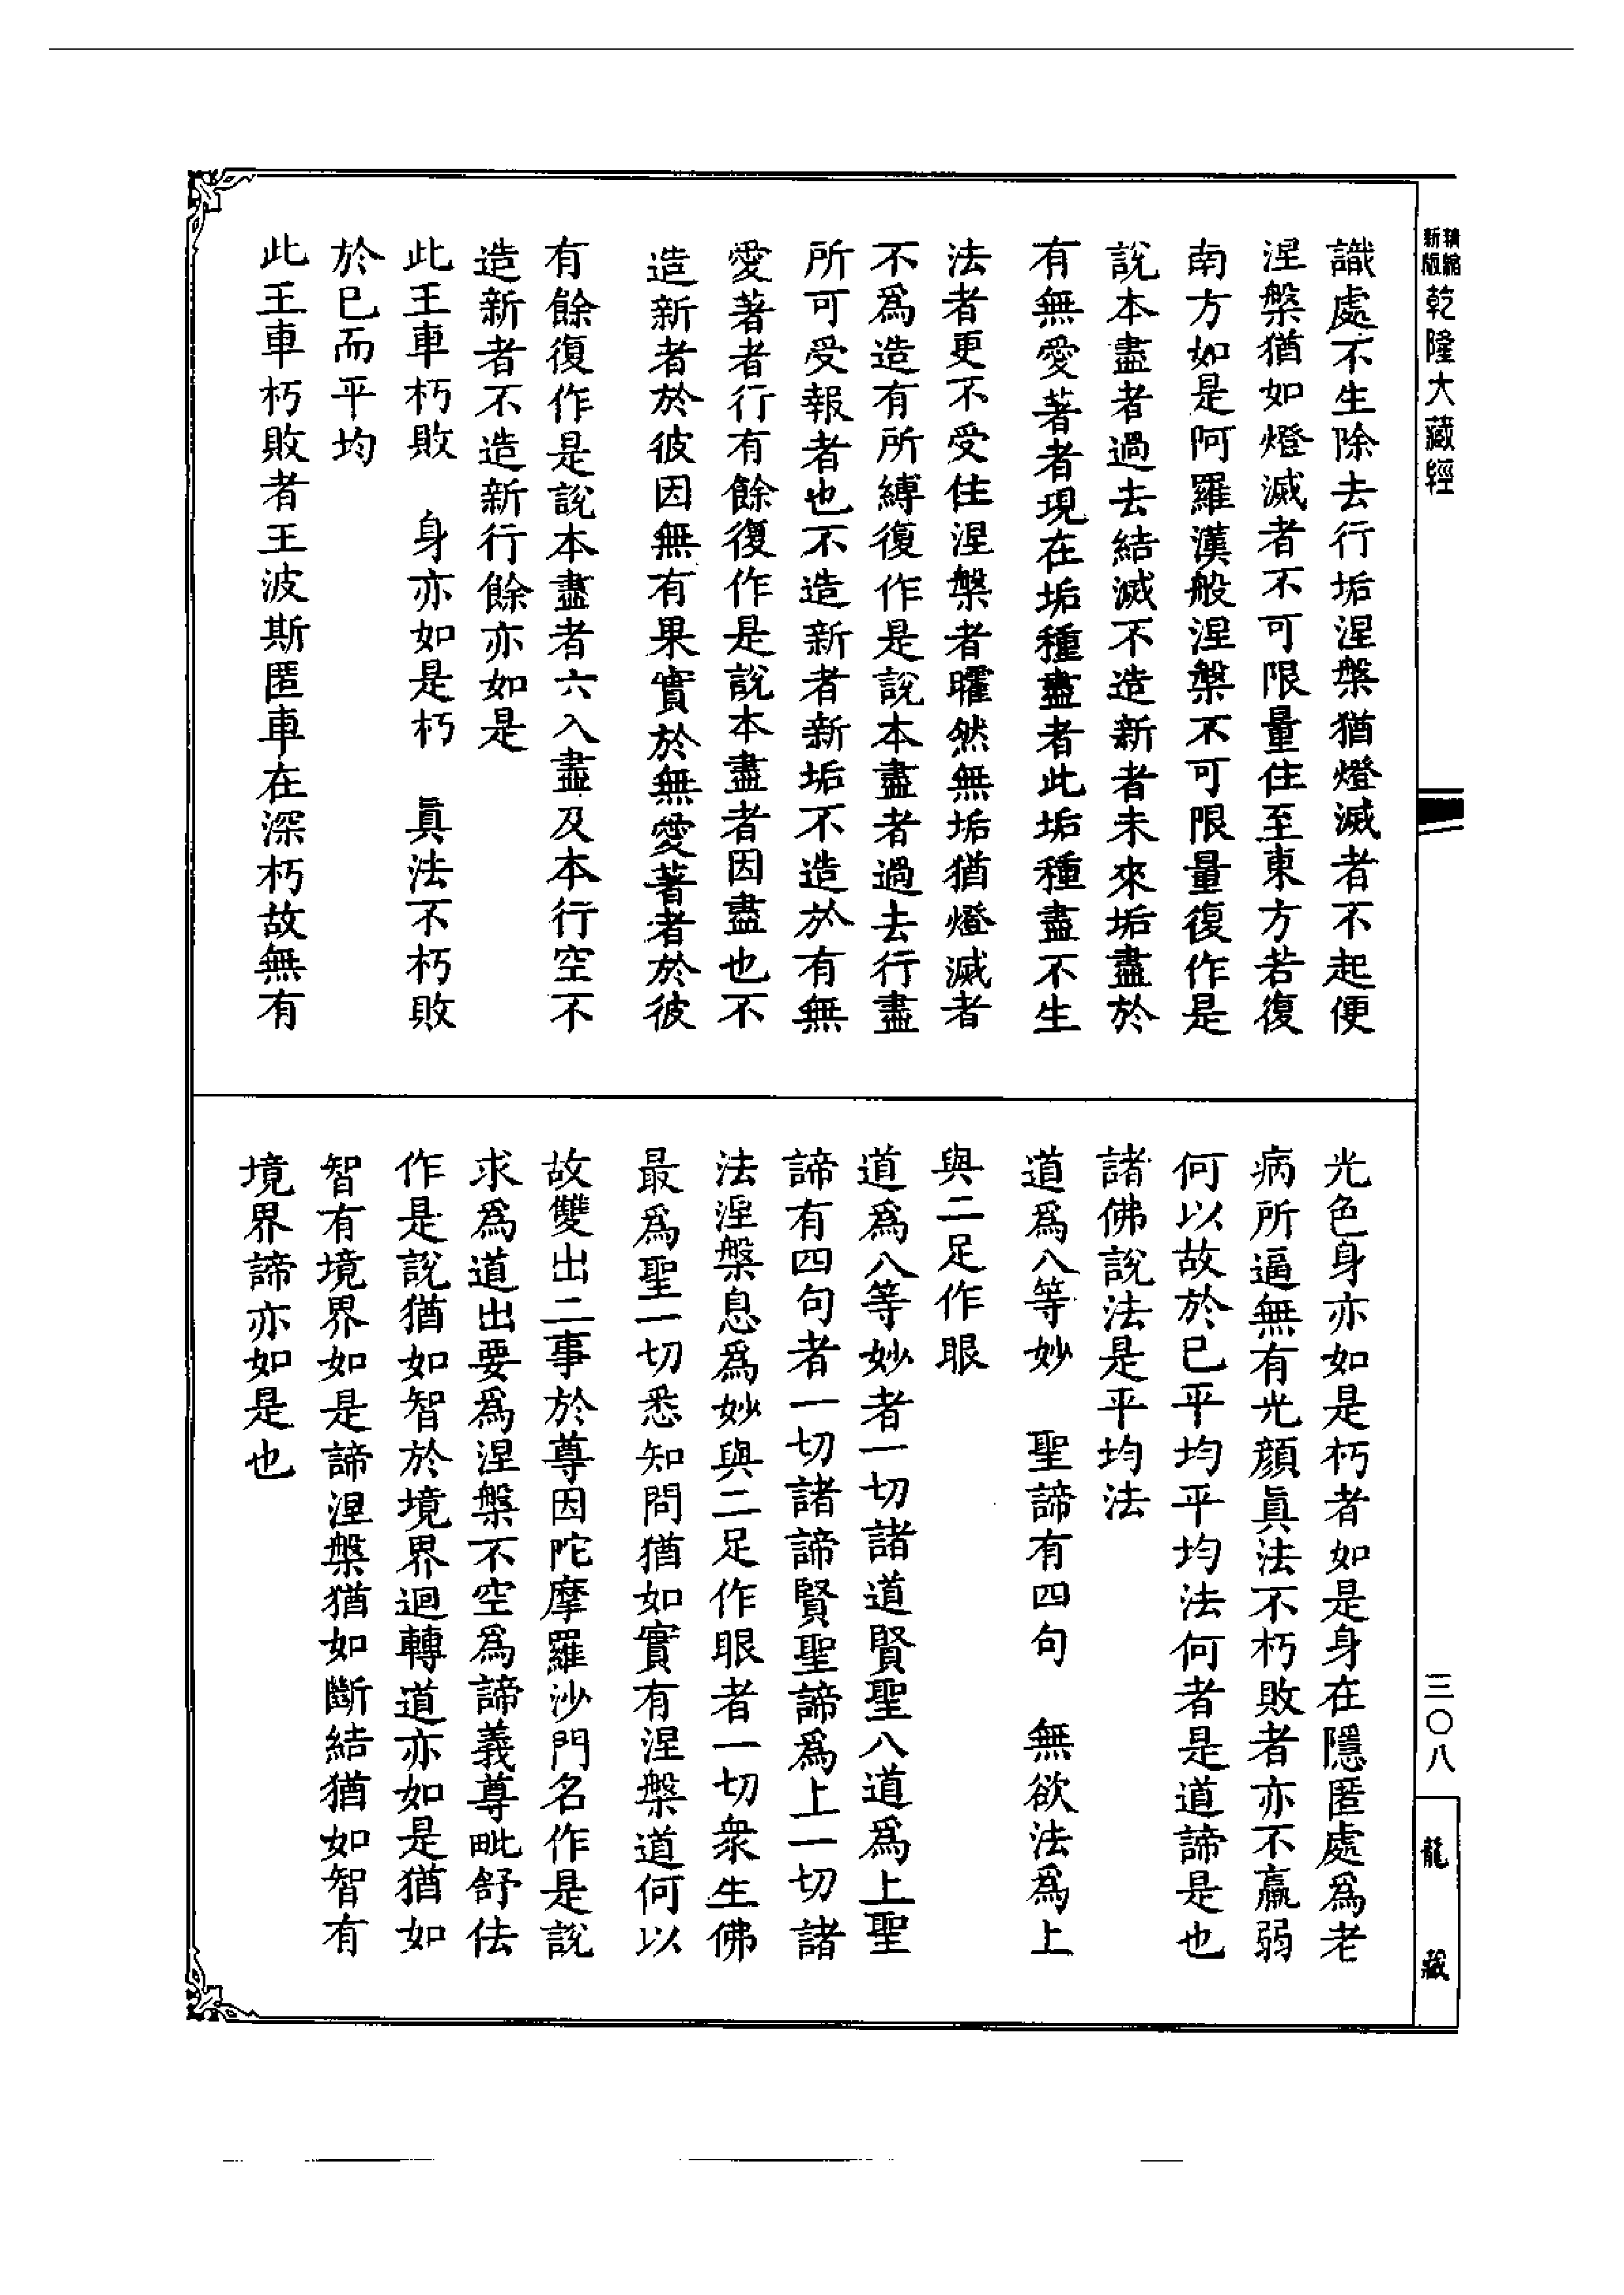 精縮
新版
乾隆大藏經
三〇八
龍藏
識處不生除去行垢涅槃猶燈滅者不起便
涅槃猶如燈滅者不可限量住至東方若復
南方如是阿羅漢般涅槃不可限量復作是
說本盡者過去結滅不造新者未來垢盡於
有無愛著者現在垢種盡者此垢種盡不生
法者更不受住涅槃者㬦然無垢猶燈滅者
不爲造有所縛復作是說本盡者過去行盡
所可受報者也不造新者新垢不造於有無
愛著者行有餘復作是說本盡者因盡也不
造新者於彼因無有果實於無愛著者於彼
有餘復作是說本盡者六入盡及本行空不
造新者不造新行餘亦如是
此王車朽敗　身亦如是朽　眞法不朽敗
於已而平均
此王車朽敗者王波斯匿車在深朽故無有
光色身亦如是朽者如是身在隱匿處爲老
病所逼無有光顏眞法不朽敗者亦不羸弱
何以故於已平均平均法何者是道諦是也
諸佛說法是平均法
道爲八等妙　聖諦有四句　無欲法爲上
與二足作眼
道爲八等妙者一切諸道賢聖八道爲上聖
諦有四句者一切諸諦賢聖諦爲上一切諸
法涅槃息爲妙與二足作眼者一切衆生佛
最爲聖一切悉知問猶如實有涅槃道何以
故雙出二事於尊因陀摩羅沙門名作是說
求爲道出要爲涅槃不空爲諦義尊毗舒佉
作是說猶如智於境界迴轉道亦如是猶如
智有境界如是諦涅槃猶如斷結猶如智有
境界諦亦如是也